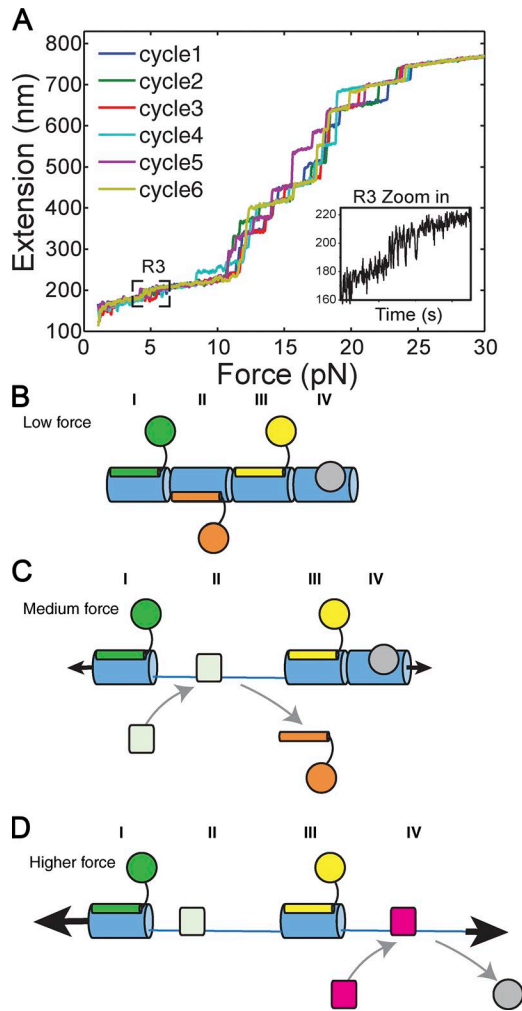 A
Extension (nm)
800
700
600
500
400
300
200
100
cycle1
cycle2
cycle3
cycle4
cycle5
cycle6
R3
R3 Zoom in
220
200
180
160
Time (s)
0 5 10 15 20 25 30
Force (pN)
B
I II III IV
Low force
C
I II III IV
Medium force
D
I II III IV
Higher force